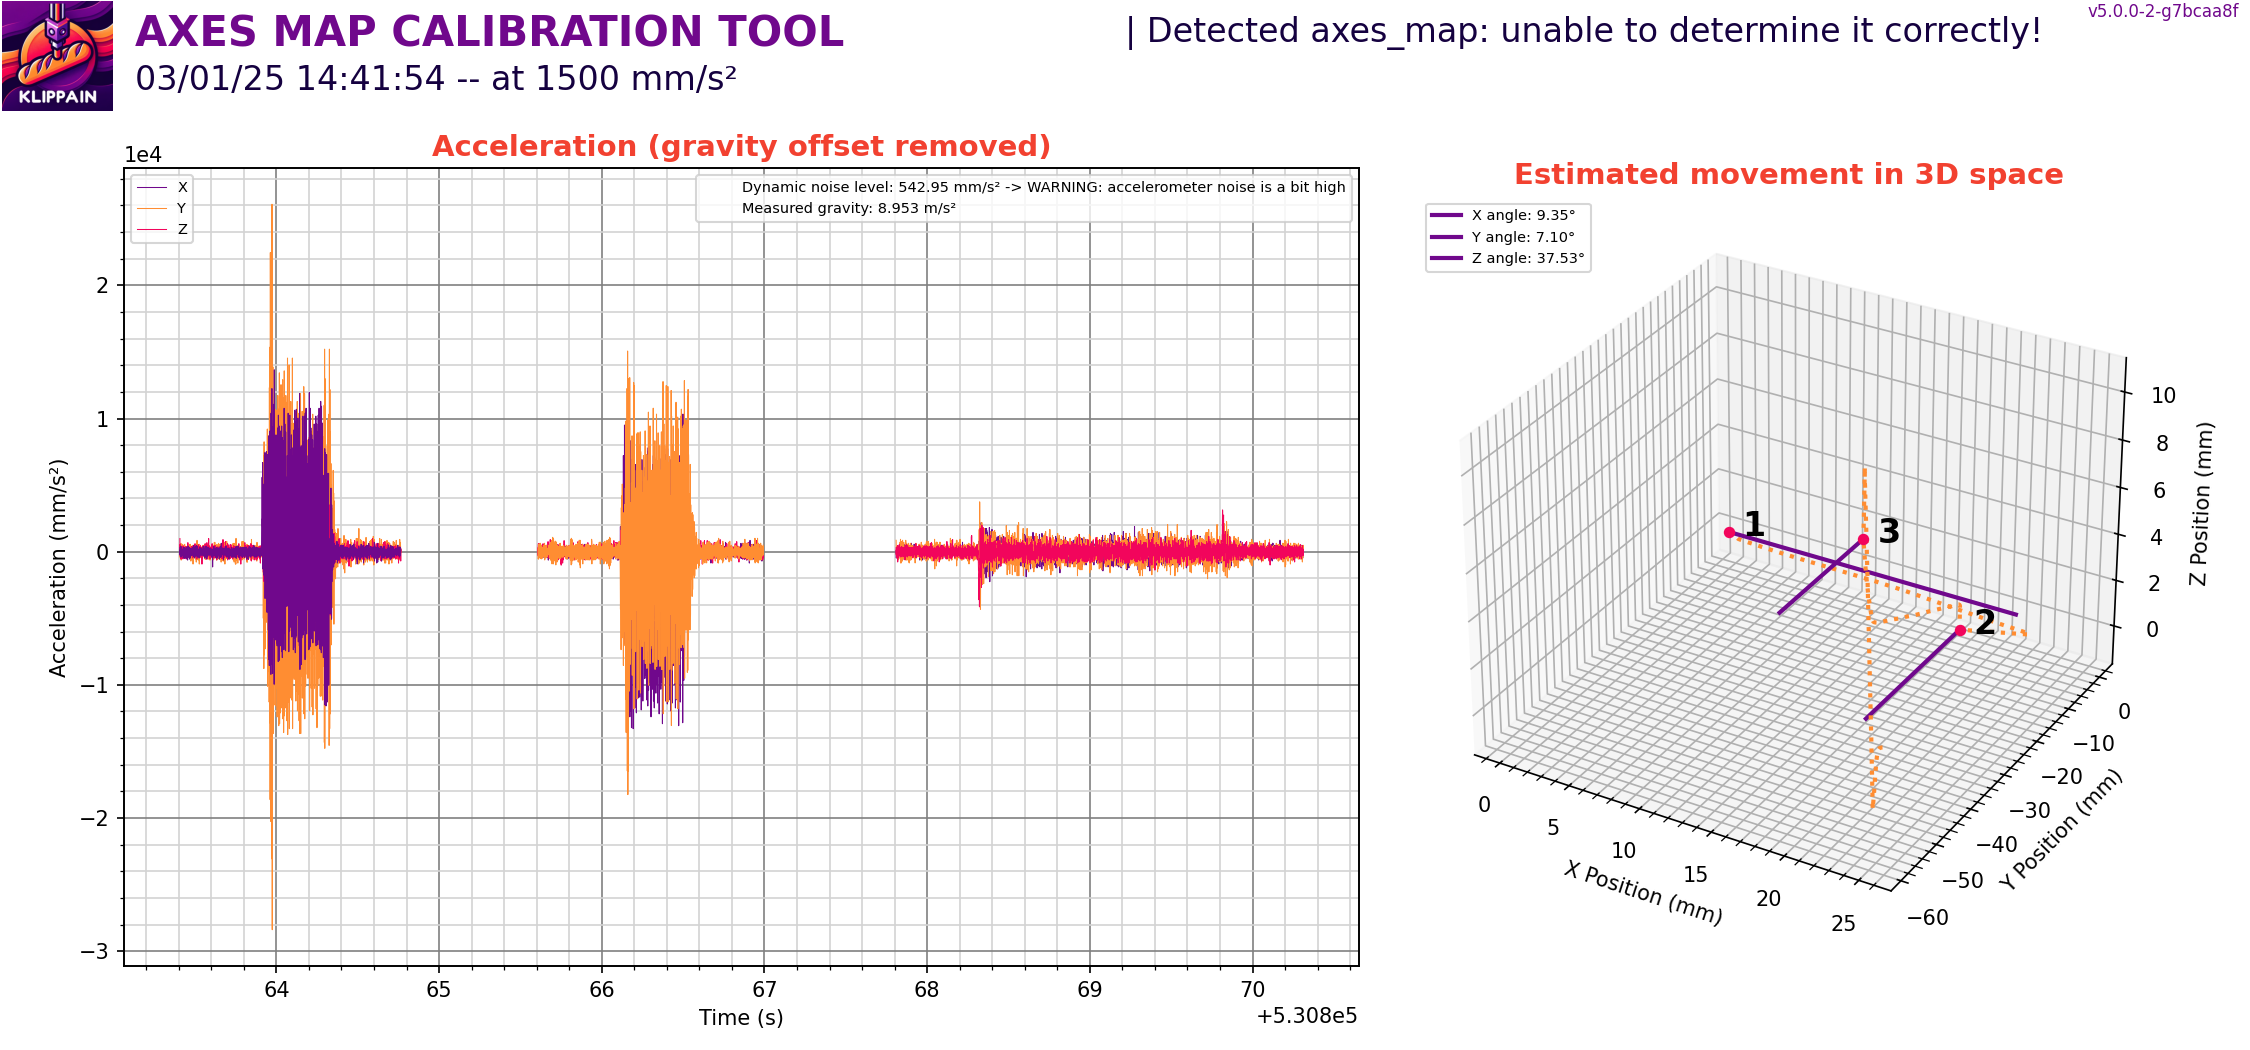 AXES MAP CALIBRATION TOOL
| Detected axes_map: unable to determine it correctly!
v5.0.0-2-g7bcaa8f
03/01/25 14:41:54 -- at 1500 mm/s²
KLIPPAIN
Acceleration (gravity offset removed)
1e4
X
Y
Z
Dynamic noise level: 542.95 mm/s² -> WARNING: accelerometer noise is a bit high
Measured gravity: 8.953 m/s²
2
1
0
−1
−2
−3
Acceleration (mm/s²)
64
65
66
67
68
69
70
Time (s)
+5.308e5
Estimated movement in 3D space
X angle: 9.35°
Y angle: 7.10°
Z angle: 37.53°
1
3
2
10
8
6
4
2
0
Z Position (mm)
0
−10
−20
−30
−40
−50
−60
Y Position (mm)
0
5
10
15
20
25
X Position (mm)